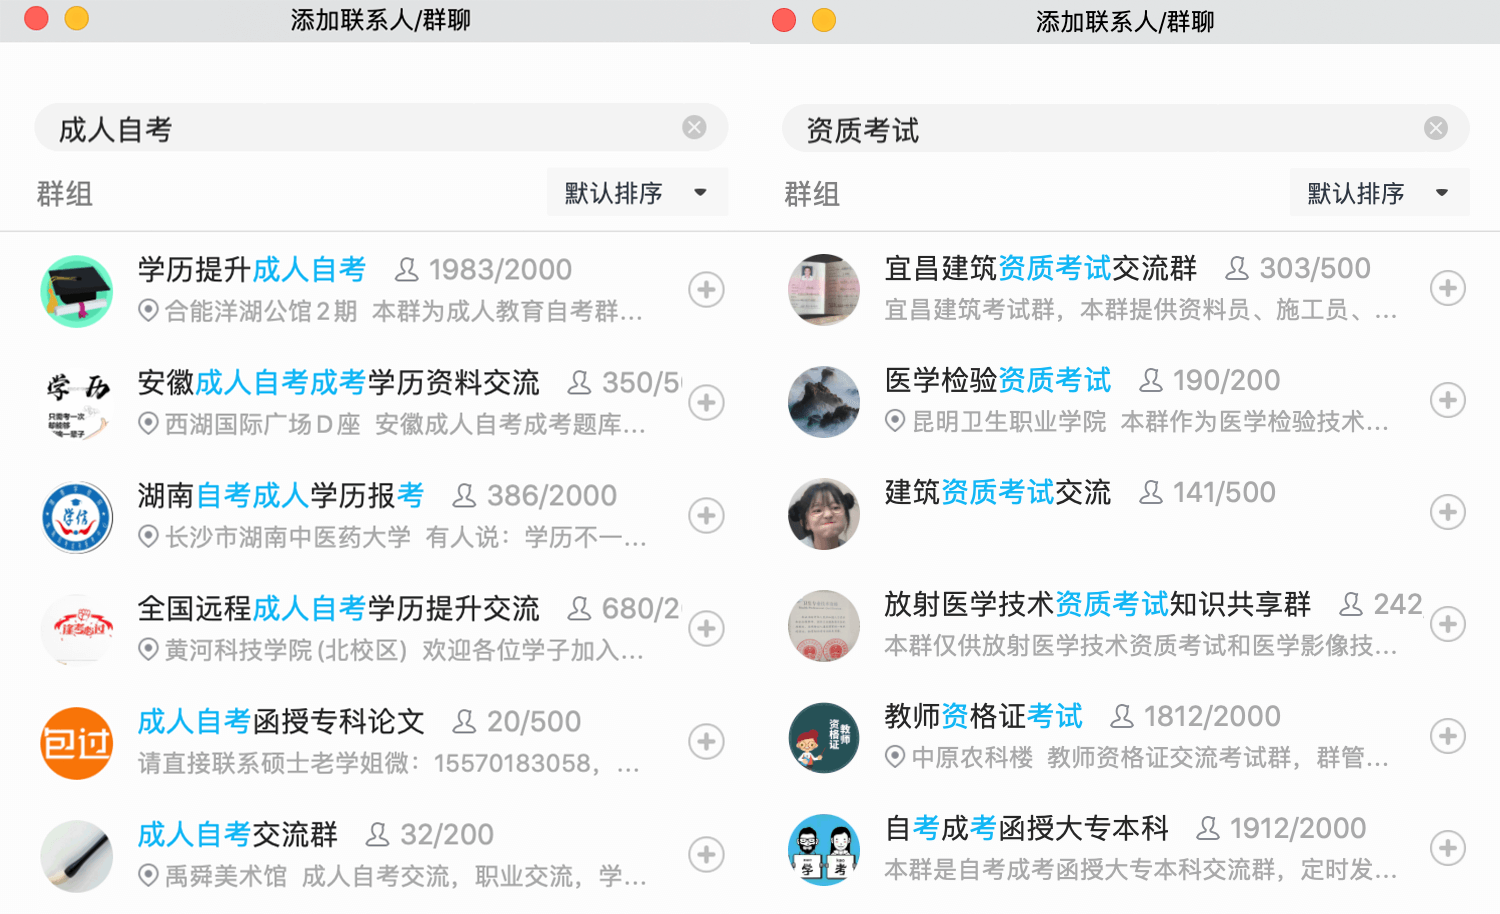 添加联系人/群聊
成人自考
群组
默认排序
学历提升成人自考 1983/2000
合能洋湖公馆2期 本群为成人教育自考群...
学历
只需考一次
安徽成人自考成考学历资料交流 350/5
西湖国际广场D座 安徽成人自考成考题库...
学信
湖南自考成人学历报考 386/2000
长沙市湖南中医药大学 有人说：学历不一...
全国远程成人自考学历提升交流 680/2
黄河科技学院(北校区) 欢迎各位学子加入...
包过
成人自考函授专科论文 20/500
请直接联系硕士老学姐微：15570183058，...
成人自考交流群 32/200
禹舜美术馆 成人自考交流，职业交流，学...
添加联系人/群聊
资质考试
群组
默认排序
宜昌建筑资质考试交流群 303/500
宜昌建筑考试群，本群提供资料员、施工员、...
医学检验资质考试 190/200
昆明卫生职业学院 本群作为医学检验技术...
建筑资质考试交流 141/500
放射医学技术资质考试知识共享群 242
本群仅供放射医学技术资质考试和医学影像技...
教师
资格证
教师资格证考试 1812/2000
中原农科楼 教师资格证交流考试群，群管...
学 考
自考成考函授大专本科 1912/2000
本群是自考成考函授大专本科交流群，定时发...